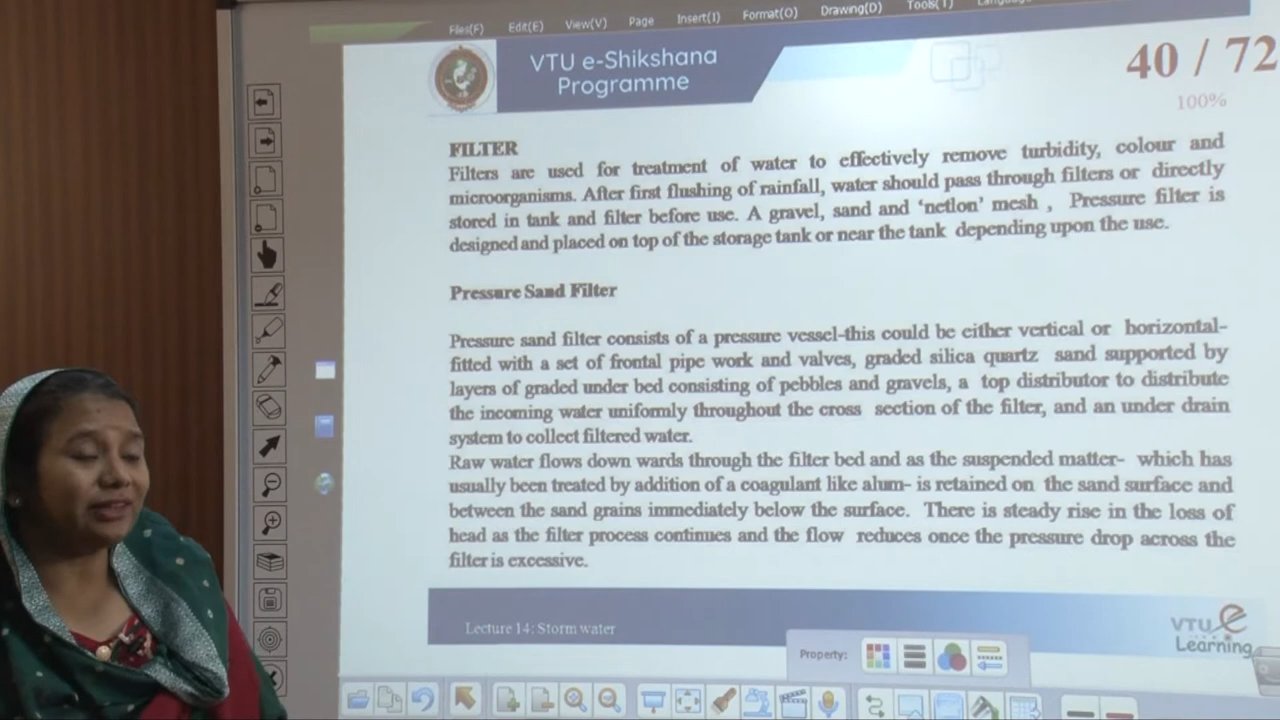 Files(F) Edit(E) View(V) Page Insert(I) Format(O) Drawing(D) Tools(T)
VTU e-Shikshana
Programme
40 / 72
100%
FILTER
Filters are used for treatment of water to effectively remove turbidity, colour and
microorganisms. After first flushing of rainfall, water should pass through filters or directly
stored in tank and filter before use. A gravel, sand and ‘netlon’ mesh , Pressure filter is
designed and placed on top of the storage tank or near the tank depending upon the use.
Pressure Sand Filter
Pressure sand filter consists of a pressure vessel-this could be either vertical or horizontal-
fitted with a set of frontal pipe work and valves, graded silica quartz sand supported by
layers of graded under bed consisting of pebbles and gravels, a top distributor to distribute
the incoming water uniformly throughout the cross section of the filter, and an under drain
system to collect filtered water.
Raw water flows down wards through the filter bed and as the suspended matter- which has
usually been treated by addition of a coagulant like alum- is retained on the sand surface and
between the sand grains immediately below the surface. There is steady rise in the loss of
head as the filter process continues and the flow reduces once the pressure drop across the
filter is excessive.
Lecture 14: Storm water
VTU e
Learning
Property: